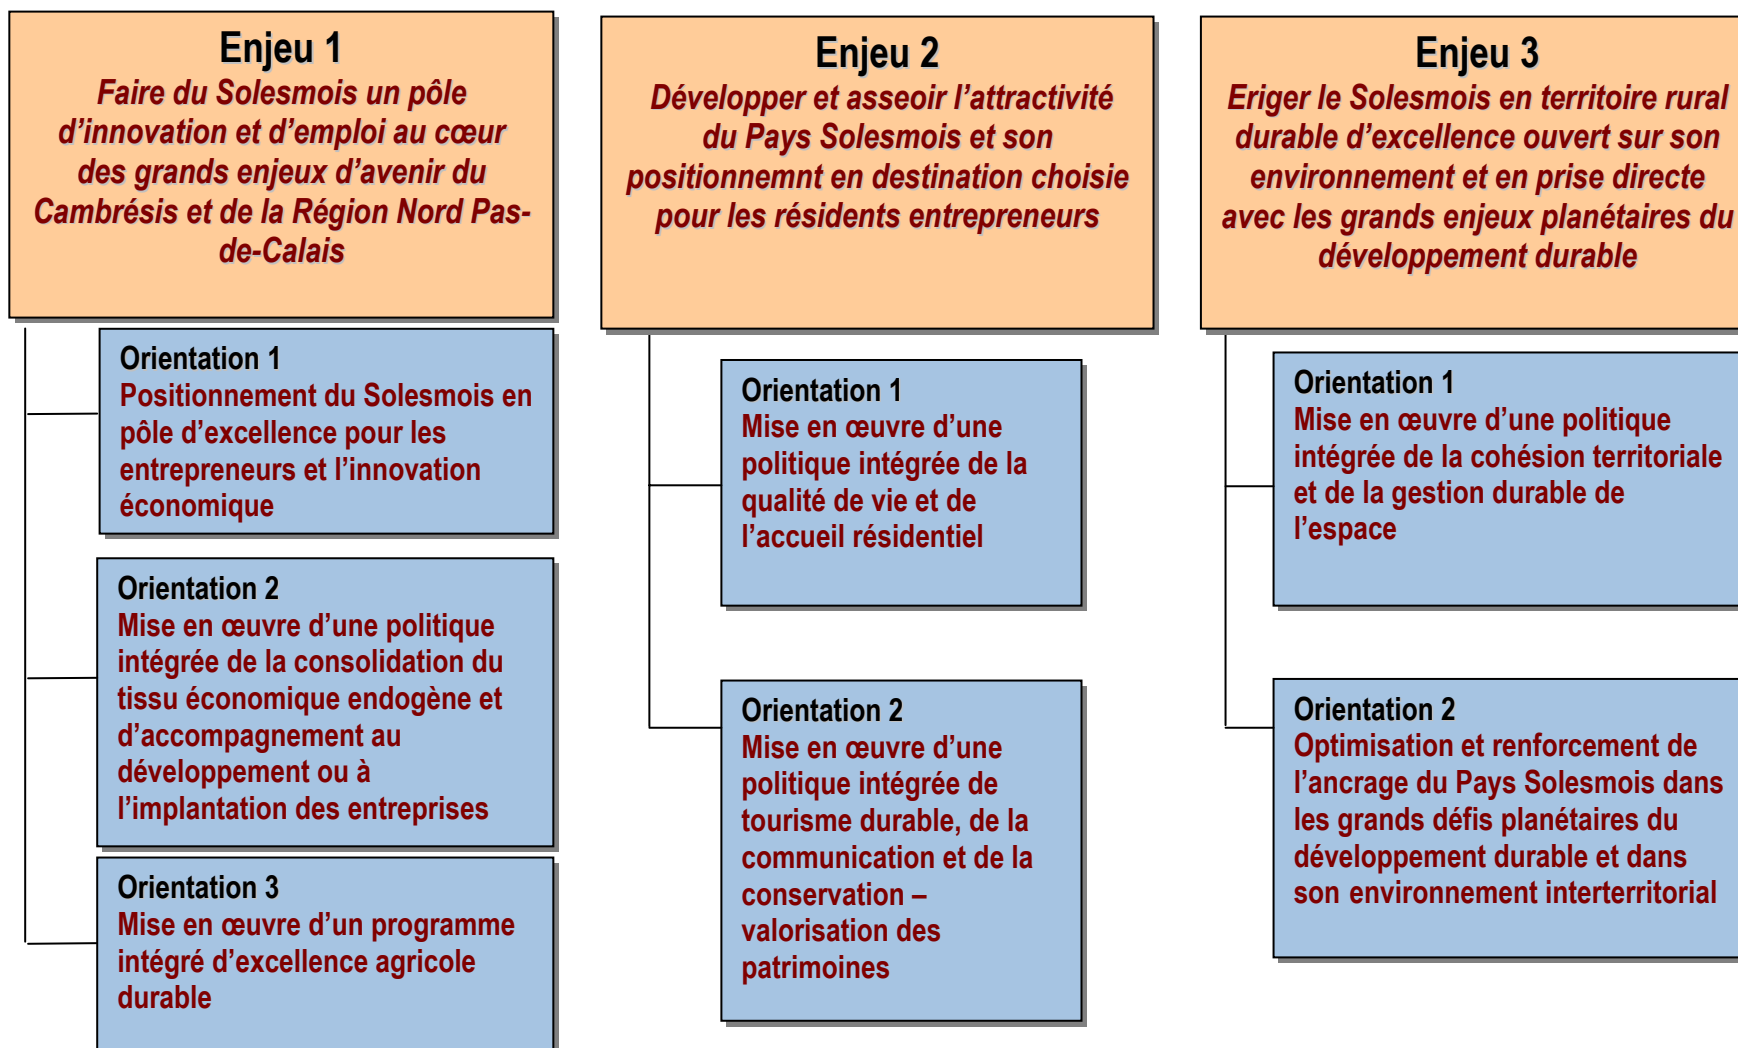 Enjeu 1
Faire du Solesmois un pôle
d'innovation et d'emploi au cœur
des grands enjeux d'avenir du
Cambrésis et de la Région Nord Pas-
de-Calais
Orientation 1
Positionnement du Solesmois en
pôle d'excellence pour les
entrepreneurs et l'innovation
économique
Orientation 2
Mise en œuvre d'une politique
intégrée de la consolidation du
tissu économique endogène et
d'accompagnement au
développement ou à
l'implantation des entreprises
Orientation 3
Mise en œuvre d'un programme
intégré d'excellence agricole
durable
Enjeu 2
Développer et asseoir l'attractivité
du Pays Solesmois et son
positionnemnt en destination choisie
pour les résidents entrepreneurs
Orientation 1
Mise en œuvre d'une
politique intégrée de la
qualité de vie et de
l'accueil résidentiel
Orientation 2
Mise en œuvre d'une
politique intégrée de
tourisme durable, de la
communication et de la
conservation –
valorisation des
patrimoines
Enjeu 3
Eriger le Solesmois en territoire rural
durable d'excellence ouvert sur son
environnement et en prise directe
avec les grands enjeux planétaires du
développement durable
Orientation 1
Mise en œuvre d'une politique
intégrée de la cohésion territoriale
et de la gestion durable de
l'espace
Orientation 2
Optimisation et renforcement de
l'ancrage du Pays Solesmois dans
les grands défis planétaires du
développement durable et dans
son environnement interterritorial